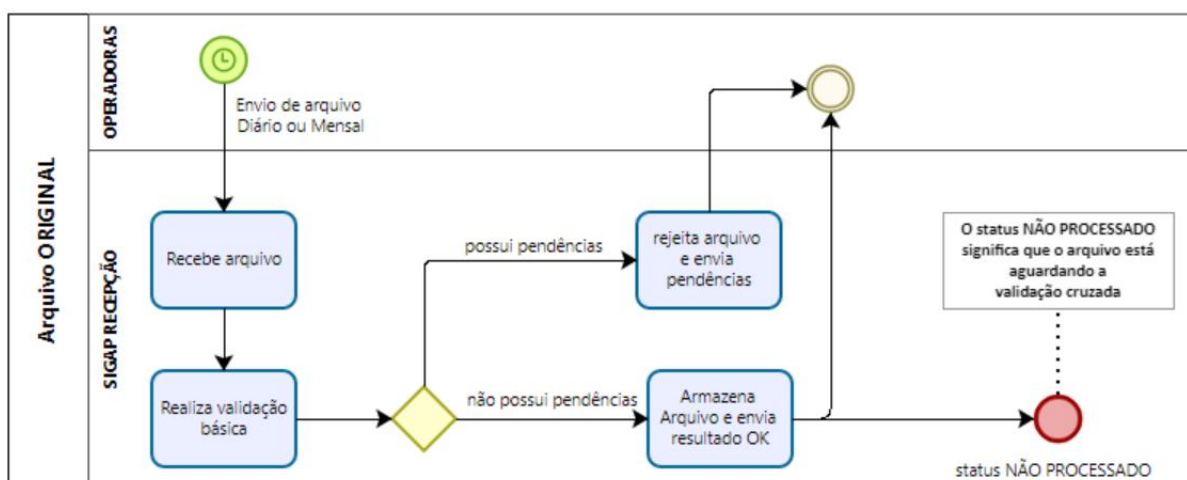 Arquivo ORIGINAL
OPERADORAS
Envio de arquivo
Diário ou Mensal
SIGAP RECEPÇÃO
Recebe arquivo
possui pendências
rejeita arquivo
e envia
pendências
O status NÃO PROCESSADO
significa que o arquivo está
aguardando a
validação cruzada
Realiza validação
básica
não possui pendências
Armazena
Arquivo e envia
resultado OK
status NÃO PROCESSADO